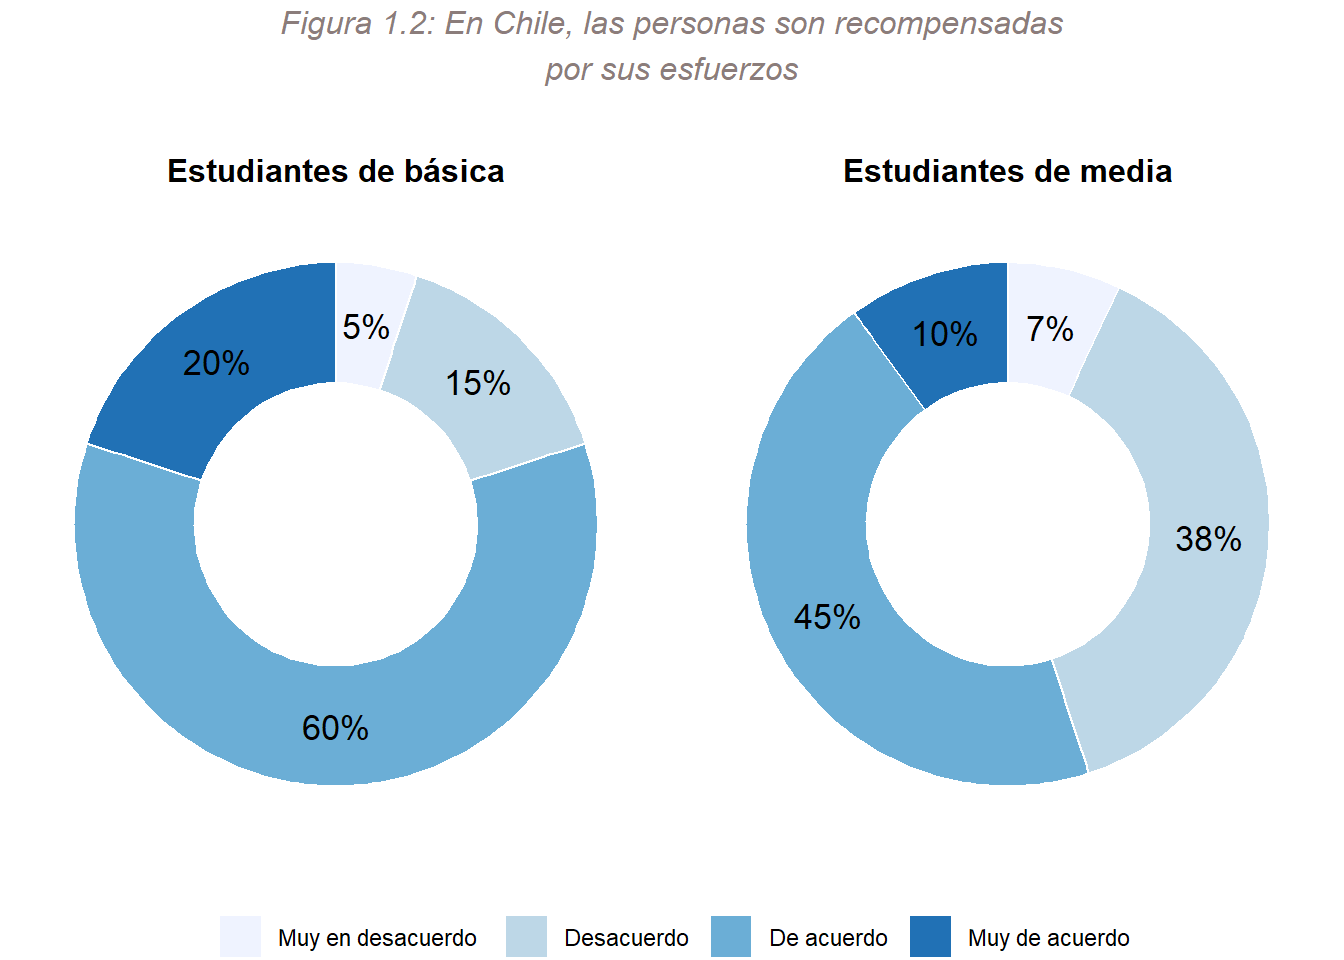 Figura 1.2: En Chile, las personas son recompensadas
por sus esfuerzos
Estudiantes de básica
5%
15%
60%
20%
Estudiantes de media
7%
38%
45%
10%
Muy en desacuerdo
Desacuerdo
De acuerdo
Muy de acuerdo